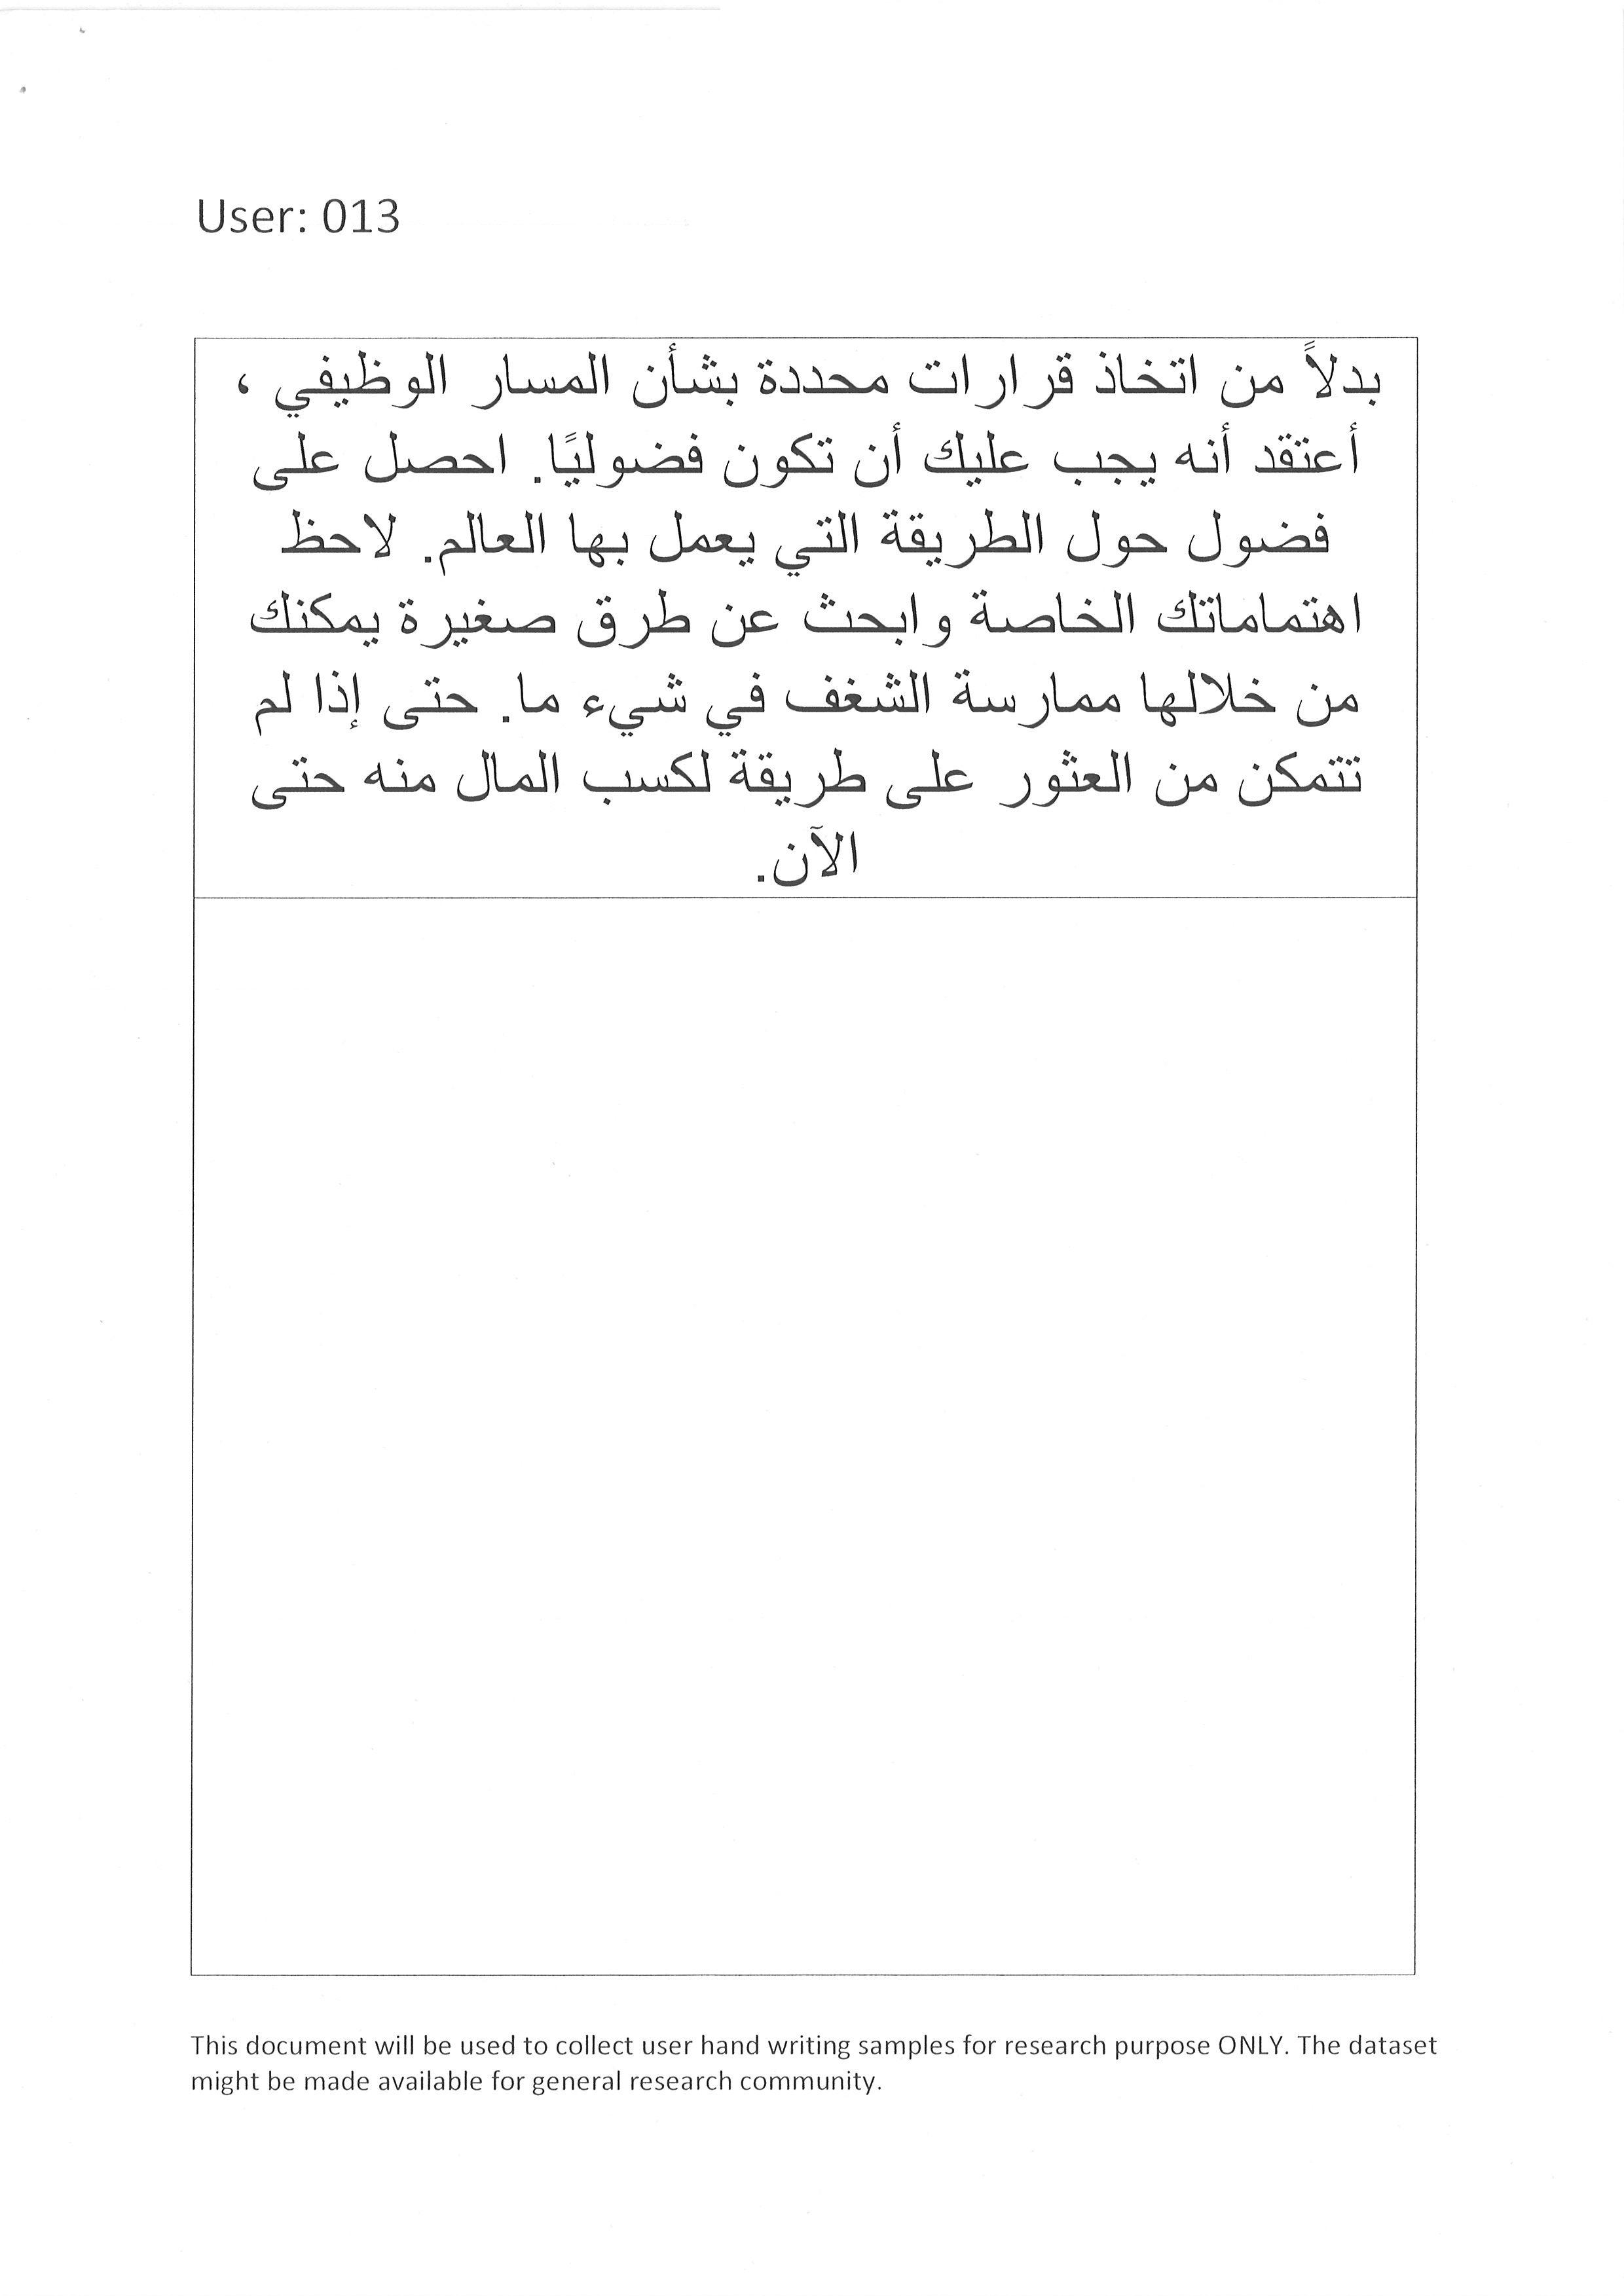 User: 013
بدلاً من اتخاذ قرارات محددة بشأن المسار الوظيفي ،
أعتقد أنه يجب عليك أن تكون فضوليًا. احصل على
فضول حول الطريقة التي يعمل بها العالم. لاحظ
اهتماماتك الخاصة وابحث عن طرق صغيرة يمكنك
من خلالها ممارسة الشغف في شيء ما. حتى إذا لم
تتمكن من العثور على طريقة لكسب المال منه حتى
الآن.
This document will be used to collect user hand writing samples for research purpose ONLY. The dataset
might be made available for general research community.